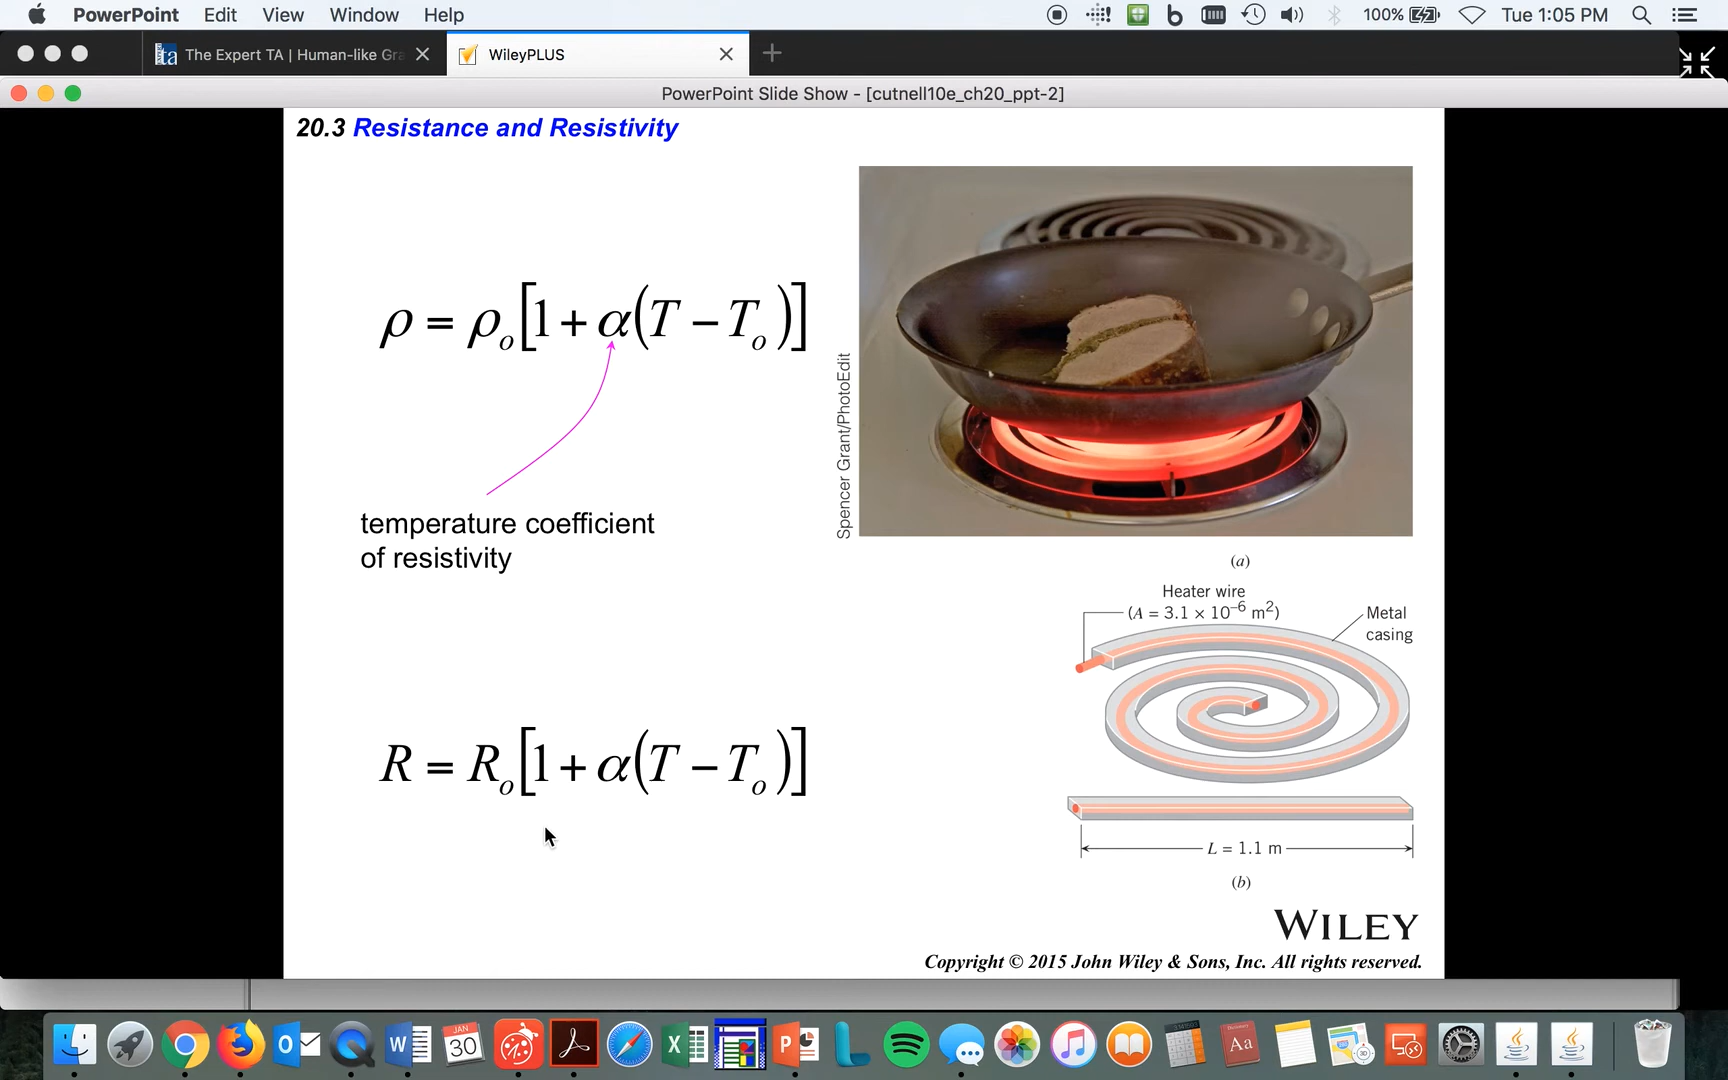 PowerPoint Edit View Window Help
100% Tue 1:05 PM
The Expert TA | Human-like Gra
WileyPLUS
PowerPoint Slide Show - [cutnell10e_ch20_ppt-2]
20.3 Resistance and Resistivity
ρ = ρo[1 + α(T − To)]
temperature coefficient
of resistivity
Spencer Grant/PhotoEdit
(a)
Heater wire
(A = 3.1 × 10⁻⁶ m²)
Metal
casing
R = Ro[1 + α(T − To)]
L = 1.1 m
(b)
WILEY
Copyright © 2015 John Wiley & Sons, Inc. All rights reserved.
JAN
30